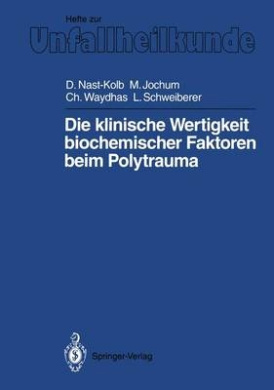 Hefte zur
Unfallheilkunde
D. Nast-Kolb M. Jochum
Ch. Waydhas L. Schweiberer
Die klinische Wertigkeit
biochemischer Faktoren
beim Polytrauma
Springer-Verlag